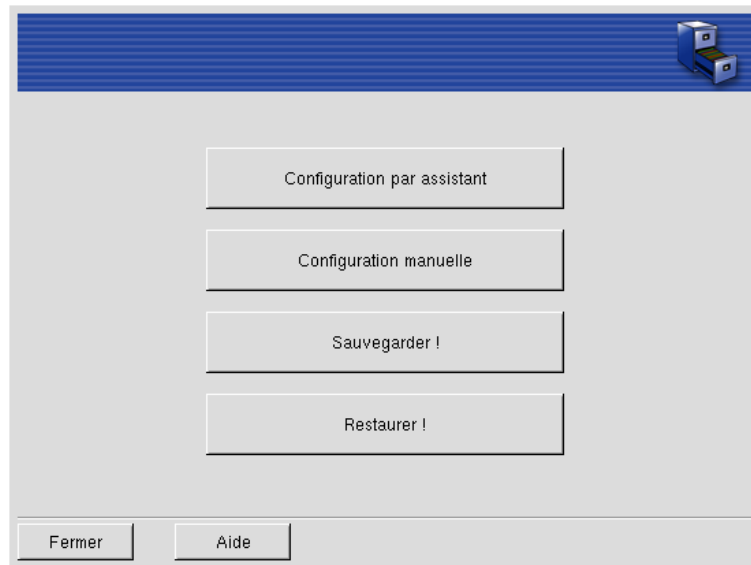 Configuration par assistant
Configuration manuelle
Sauvegarder !
Restaurer !
Fermer
Aide